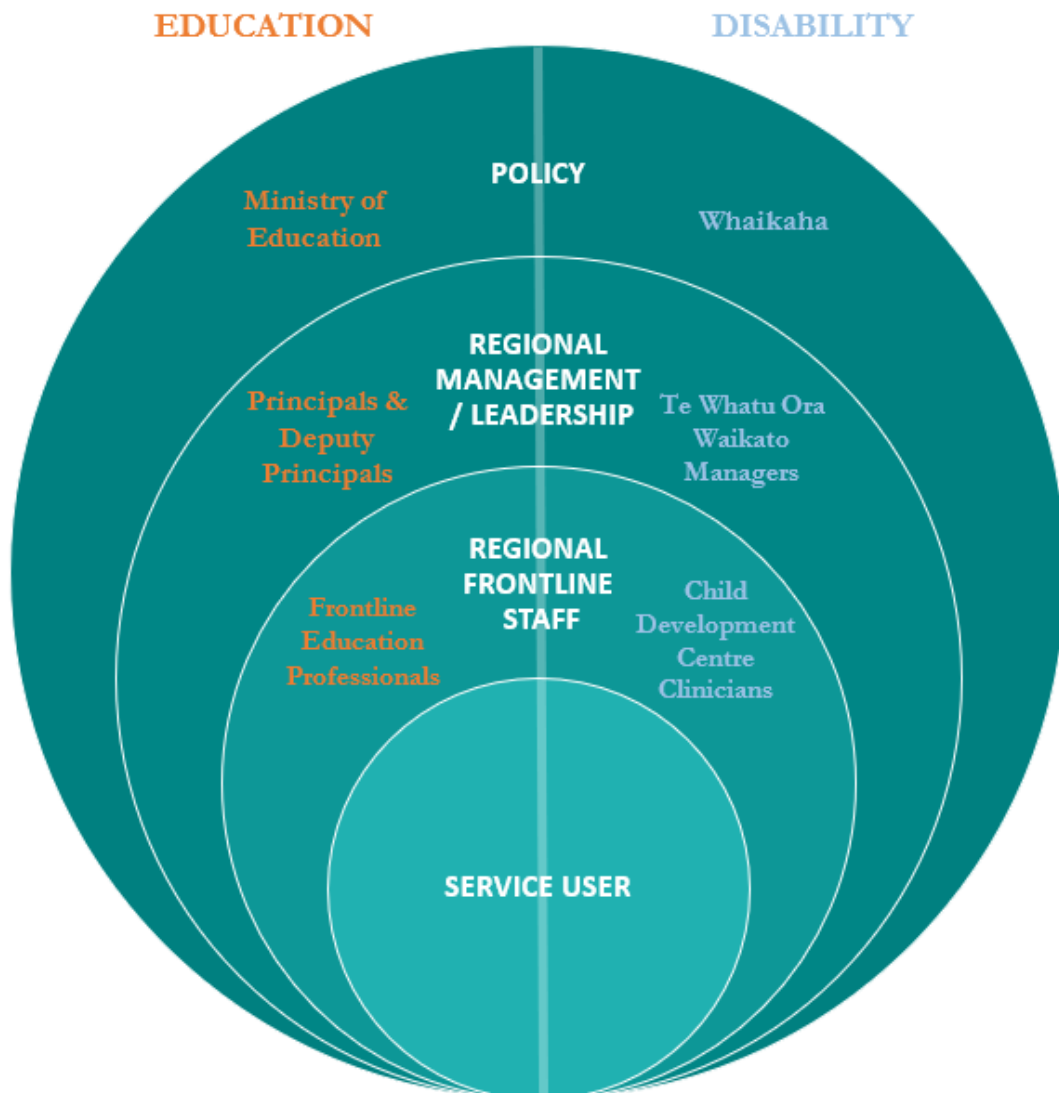 EDUCATION
DISABILITY
POLICY
Ministry of
Education
Whaikaha
REGIONAL
MANAGEMENT
/ LEADERSHIP
Principals &
Deputy
Principals
Te Whatu Ora
Waikato
Managers
REGIONAL
FRONTLINE
STAFF
Frontline
Education
Professionals
Child
Development
Centre
Clinicians
SERVICE USER